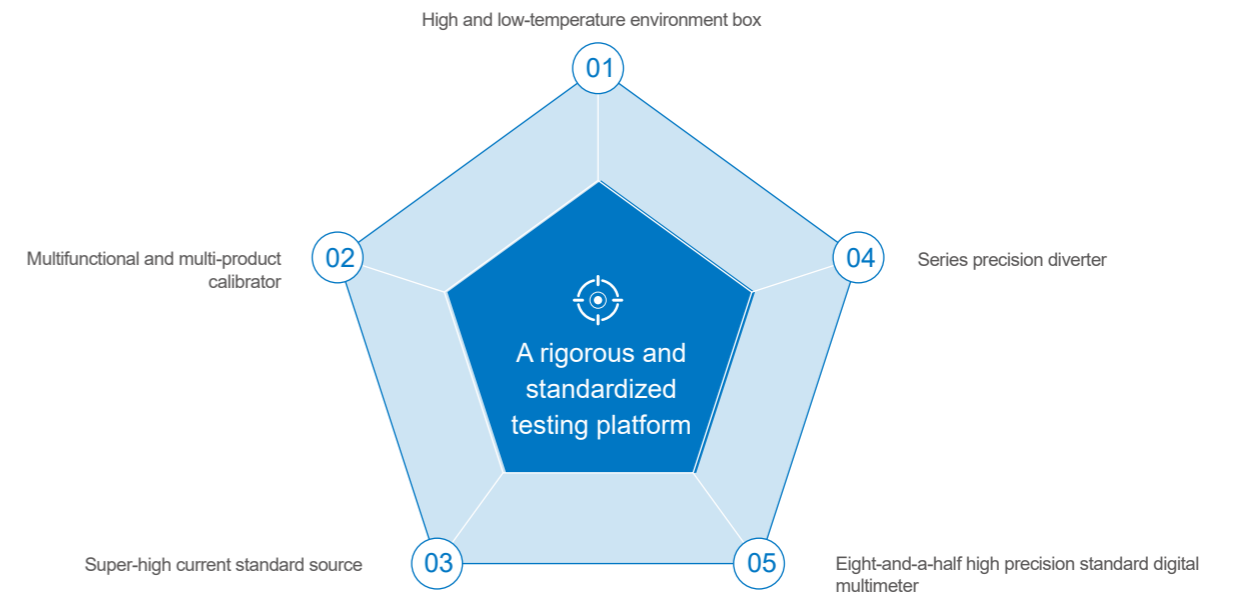 High and low-temperature environment box
01
02
Multifunctional and multi-product
calibrator
04
Series precision diverter
A rigorous and
standardized
testing platform
03
Super-high current standard source
05
Eight-and-a-half high precision standard digital
multimeter